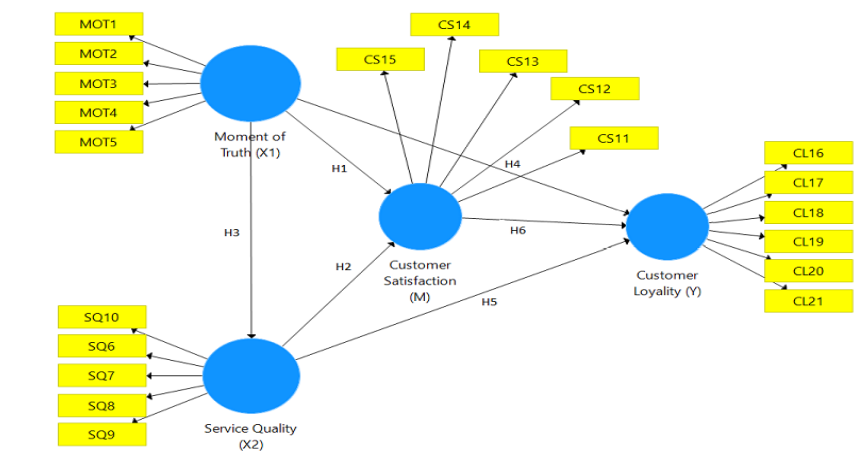 MOT1
MOT2
MOT3
MOT4
MOT5
Moment of
Truth (X1)
CS15
CS14
CS13
CS12
CS11
H1
H4
H3
H2
H6
H5
Customer
Satisfaction
(M)
CL16
CL17
CL18
CL19
CL20
CL21
Customer
Loyality (Y)
SQ10
SQ6
SQ7
SQ8
SQ9
Service Quality
(X2)